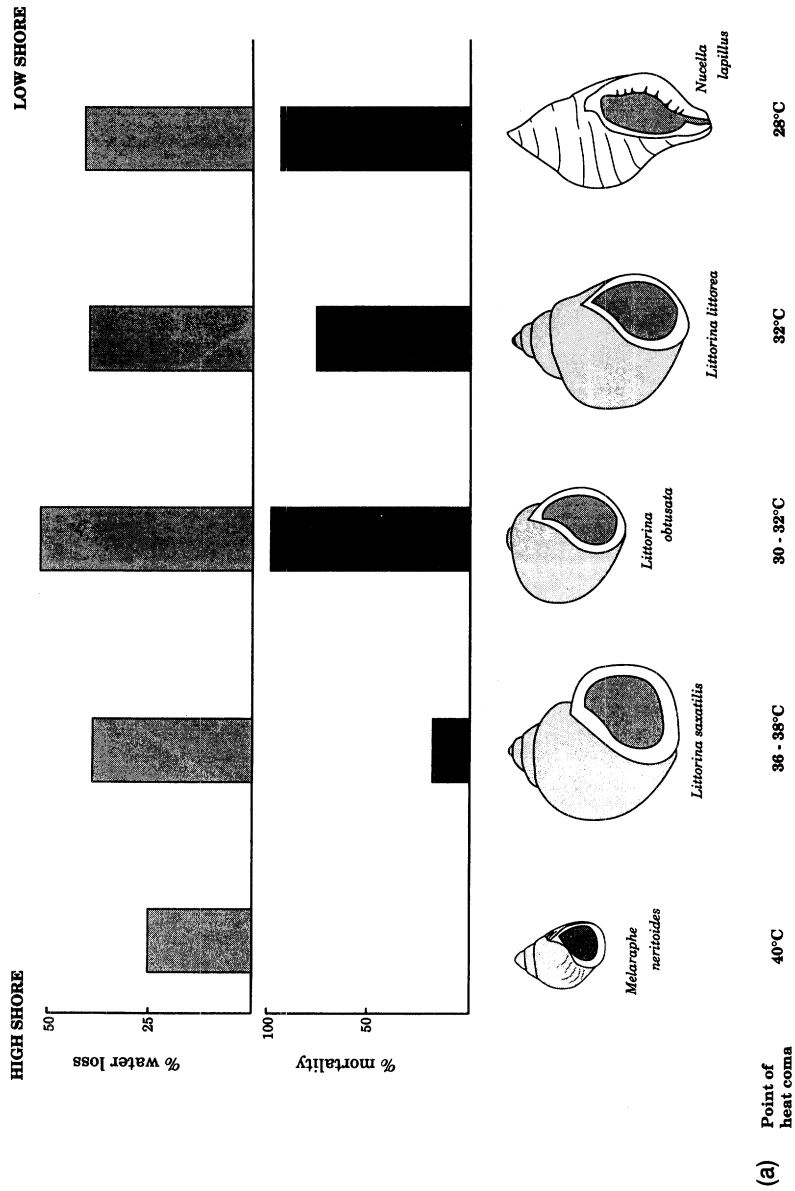 HIGH SHORE
LOW SHORE
50
25
% water loss
100
50
% mortality
Melaraphe
neritoides
Littorina saxatilis
Littorina
obtusata
Littorina littorea
Nucella
lapillus
(a)
Point of
heat coma
40°C
36 - 38°C
30 - 32°C
32°C
28°C